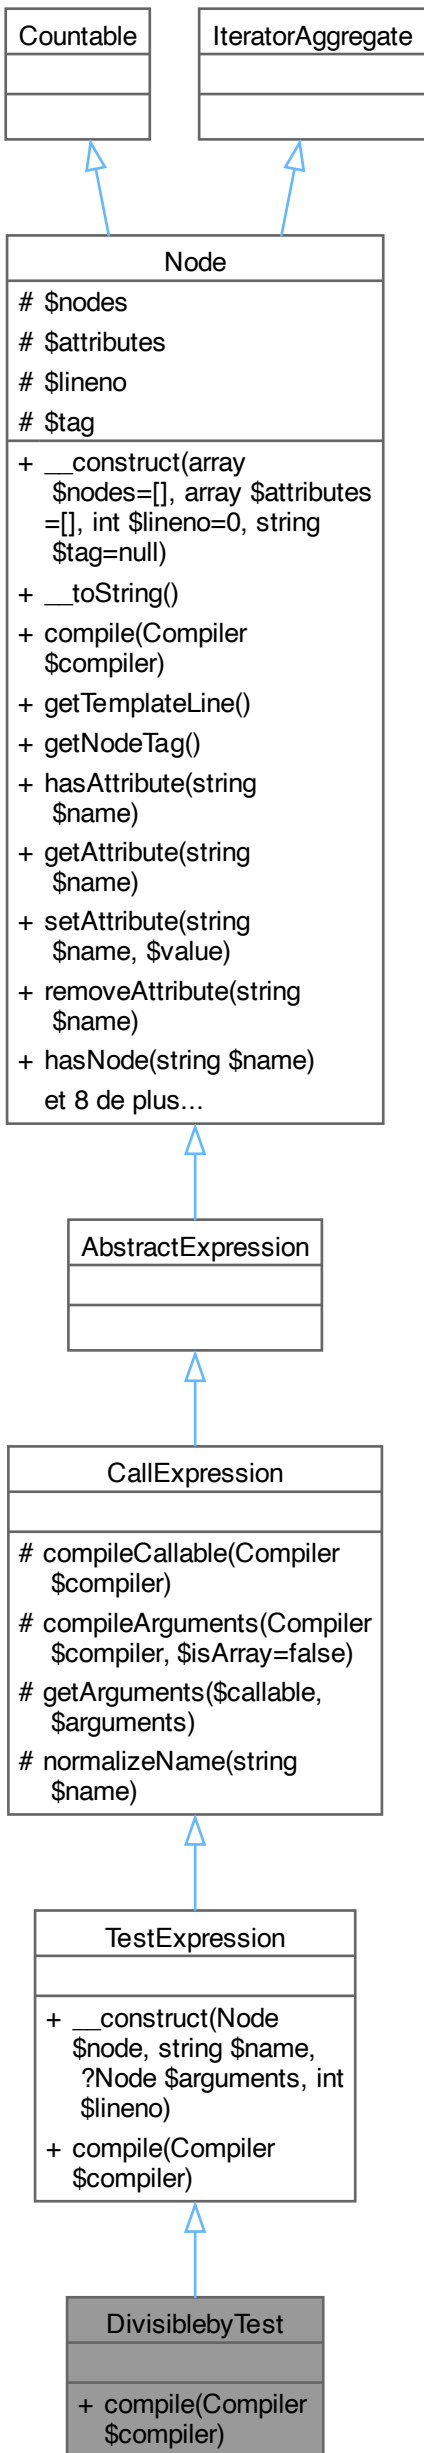 Countable
IteratorAggregate
Node
# $nodes
# $attributes
# $lineno
# $tag
+ __construct(array
$nodes=[], array $attributes
=[], int $lineno=0, string
$tag=null)
+ __toString()
+ compile(Compiler
$compiler)
+ getTemplateLine()
+ getNodeTag()
+ hasAttribute(string
$name)
+ getAttribute(string
$name)
+ setAttribute(string
$name, $value)
+ removeAttribute(string
$name)
+ hasNode(string $name)
et 8 de plus...
AbstractExpression
CallExpression
# compileCallable(Compiler
$compiler)
# compileArguments(Compiler
$compiler, $isArray=false)
# getArguments($callable,
$arguments)
# normalizeName(string
$name)
TestExpression
+ __construct(Node
$node, string $name,
?Node $arguments, int
$lineno)
+ compile(Compiler
$compiler)
DivisiblebyTest
+ compile(Compiler
$compiler)